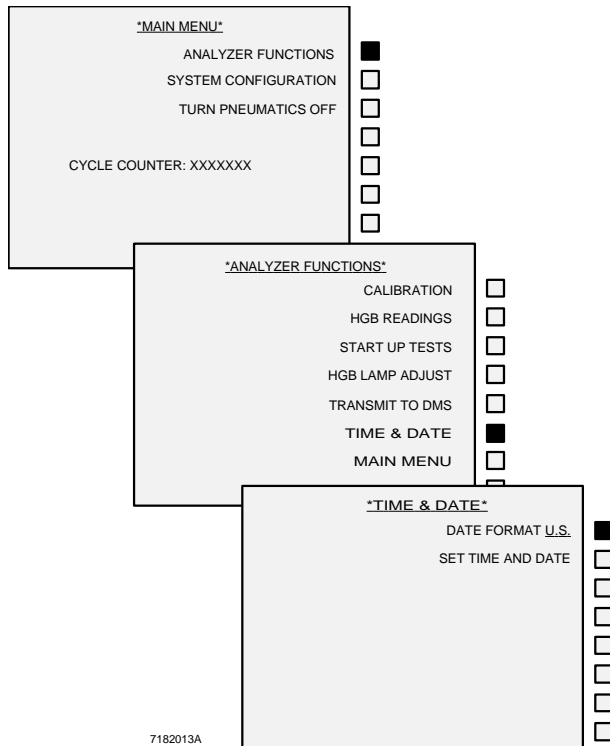 *MAIN MENU*
ANALYZER FUNCTIONS
SYSTEM CONFIGURATION
TURN PNEUMATICS OFF
CYCLE COUNTER: XXXXXXX
*ANALYZER FUNCTIONS*
CALIBRATION
HGB READINGS
START UP TESTS
HGB LAMP ADJUST
TRANSMIT TO DMS
TIME & DATE
MAIN MENU
*TIME & DATE*
DATE FORMAT U.S.
SET TIME AND DATE
7182013A